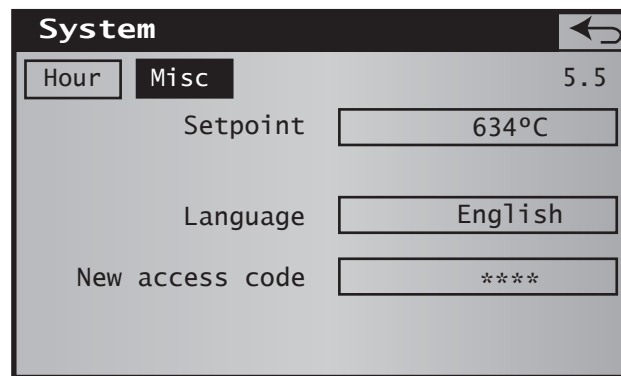 System
Hour Misc 5.5
Setpoint 634ºC
Language English
New access code ****